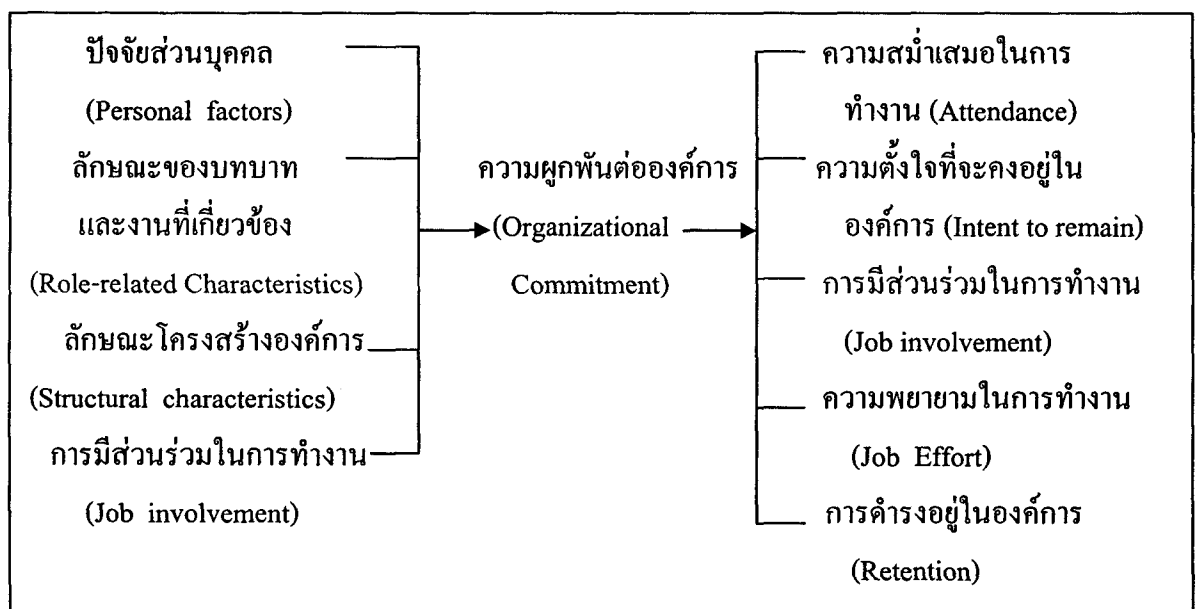 ปัจจัยส่วนบุคคล
(Personal factors)
ลักษณะของบทบาท
และงานที่เกี่ยวข้อง
(Role-related Characteristics)
ลักษณะโครงสร้างองค์การ
(Structural characteristics)
การมีส่วนร่วมในการทำงาน
(Job involvement)
ความผูกพันต่อองค์การ
(Organizational
Commitment)
ความสม่ำเสมอในการ
ทำงาน (Attendance)
ความตั้งใจที่จะคงอยู่ใน
องค์การ (Intent to remain)
การมีส่วนร่วมในการทำงาน
(Job involvement)
ความพยายามในการทำงาน
(Job Effort)
การดำรงอยู่ในองค์การ
(Retention)